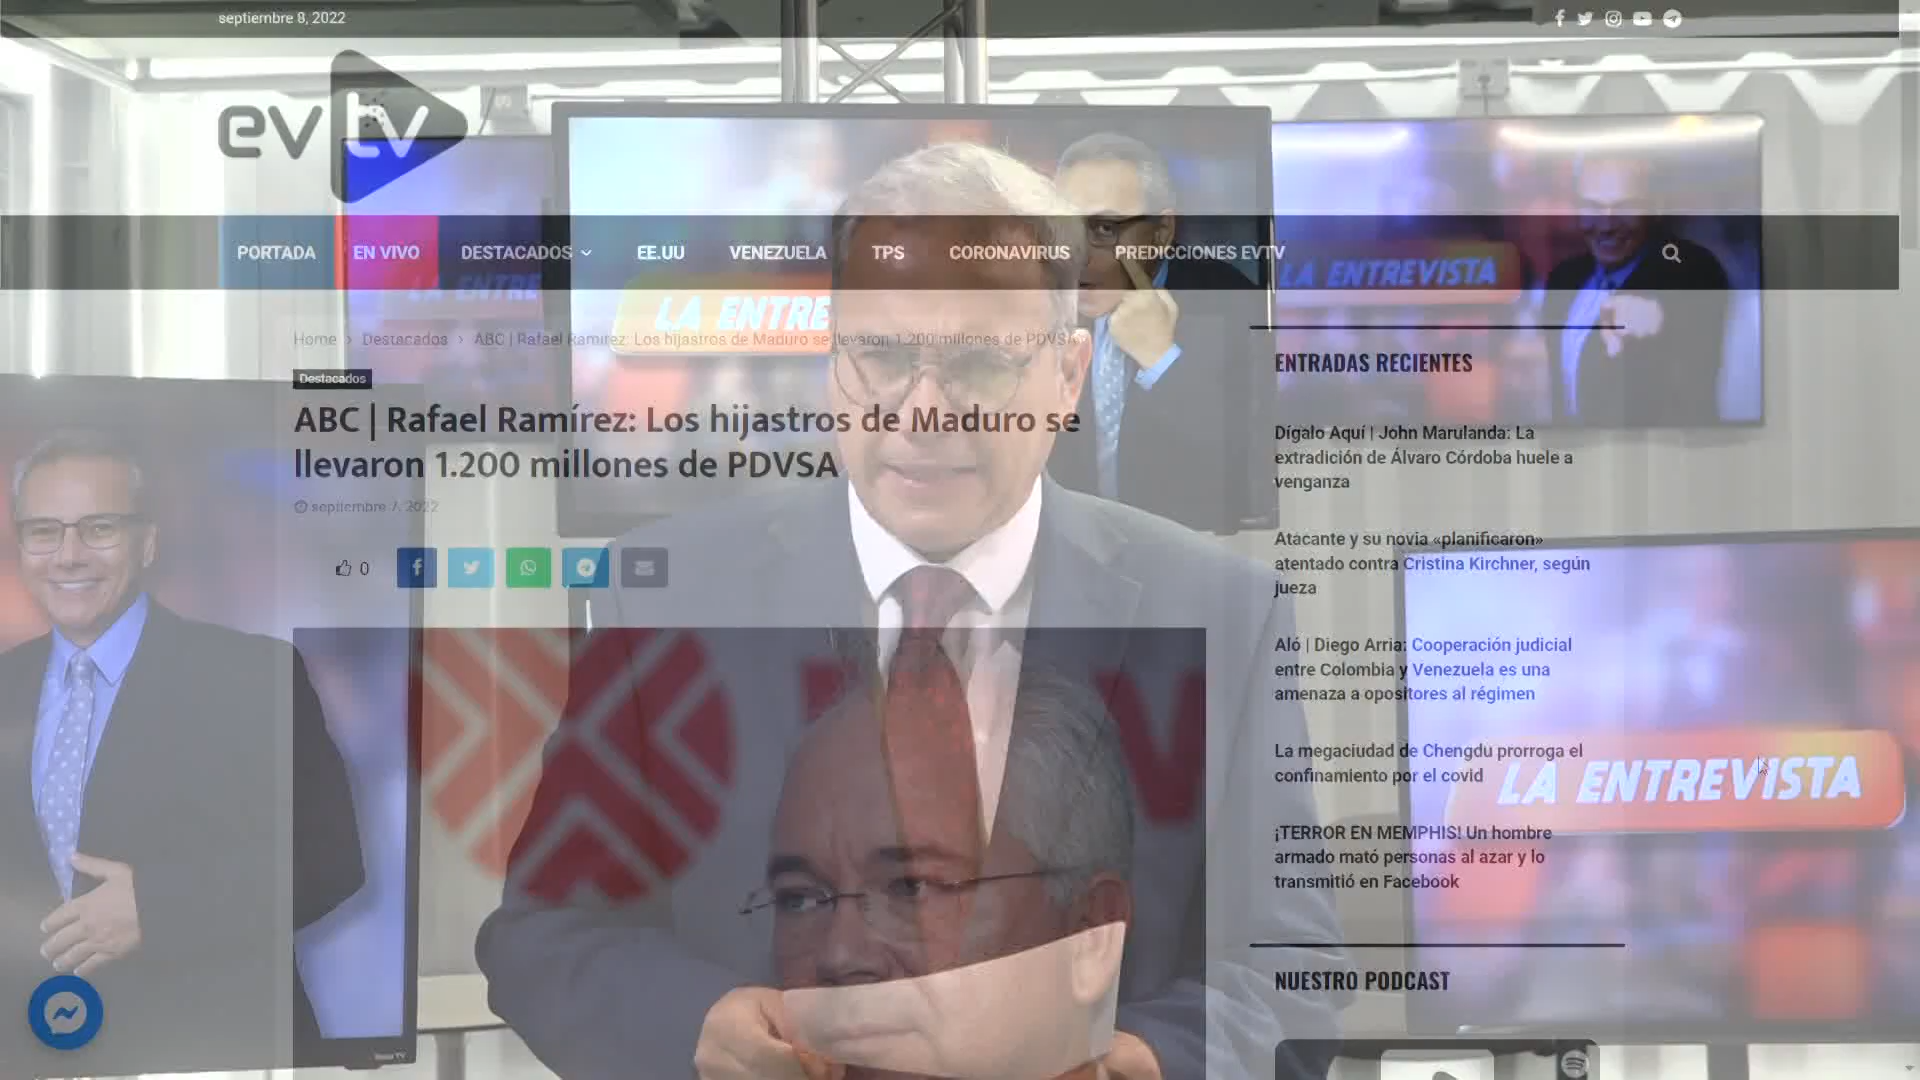 septiembre 8, 2022
evtv
PORTADA
EN VIVO
DESTACADOS
EE.UU
VENEZUELA
TPS
CORONAVIRUS
PREDICCIONES EVTV
LA ENTRE
LA ENTRE
LA ENTREVISTA
Home > Destacados > ABC | Rafael Ramírez: Los hijastros de Maduro se llevaron 1.200 millones de PDVSA
Destacados
ABC | Rafael Ramírez: Los hijastros de Maduro se
llevaron 1.200 millones de PDVSA
septiembre 7, 2022
0
ENTRADAS RECIENTES
Dígalo Aquí | John Marulanda: La
extradición de Álvaro Córdoba huele a
venganza
Atacante y su novia «planificaron»
atentado contra Cristina Kirchner, según
jueza
Aló | Diego Arria: Cooperación judicial
entre Colombia y Venezuela es una
amenaza a opositores al régimen
La megaciudad de Chengdu prorroga el
confinamiento por el covid
LA ENTREVISTA
¡TERROR EN MEMPHIS! Un hombre
armado mató personas al azar y lo
transmitió en Facebook
NUESTRO PODCAST